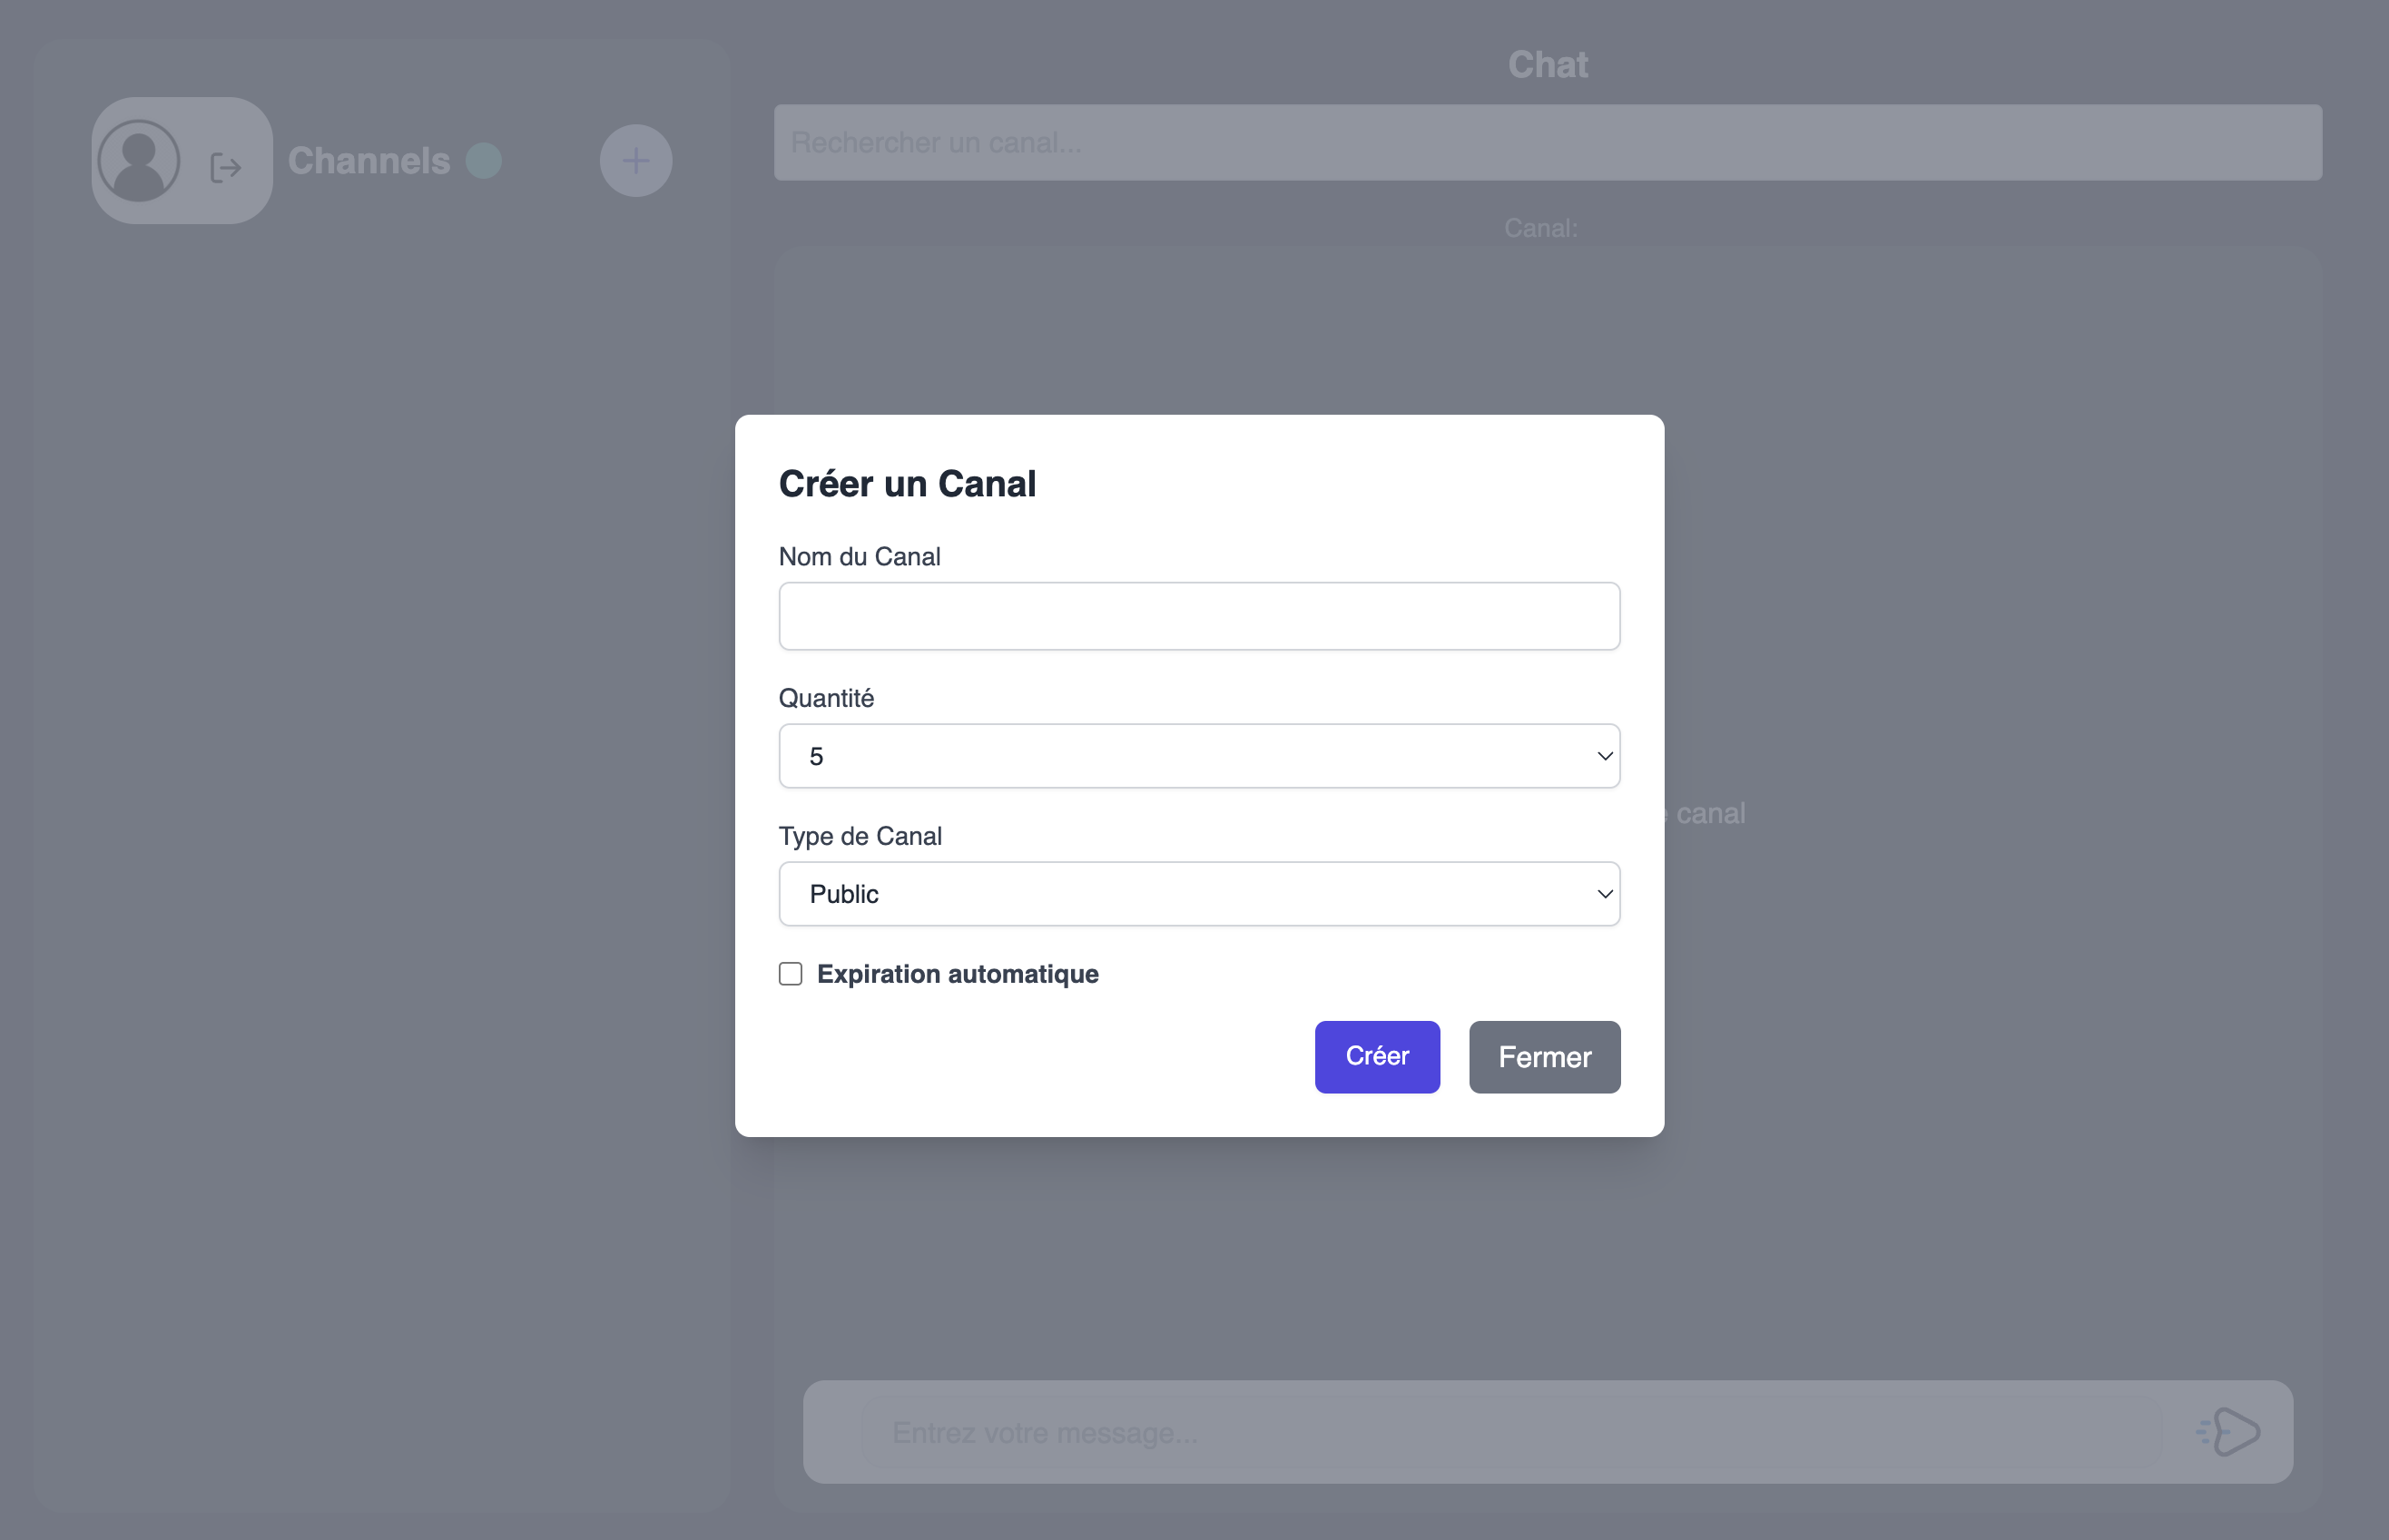 Chat
Channels
Rechercher un canal...
Canal:
Créer un Canal
Nom du Canal
Quantité
5
Type de Canal
Public
canal
Expiration automatique
Créer
Fermer
Entrez votre message...